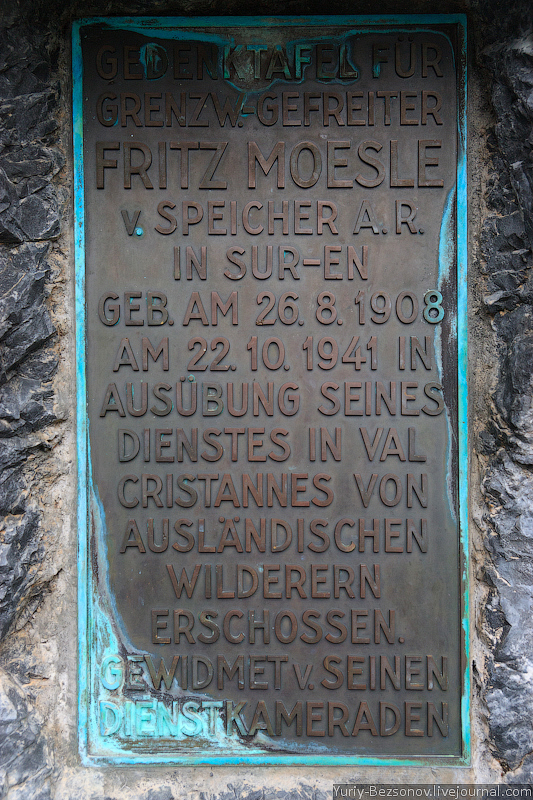 GEDENKTAFEL FÜR
GRENZW.-GEFREITER
FRITZ MOESLE
v. SPEICHER A.R.
IN SUR-EN
GEB. AM 26.8.1908
AM 22.10.1941 IN
AUSÜBUNG SEINES
DIENSTES IN VAL
CRISTANNES VON
AUSLÄNDISCHEN
WILDERERN
ERSCHOSSEN.
GEWIDMET v. SEINEN
DIENSTKAMERADEN
Yuriy-Bezsonov.livejournal.com